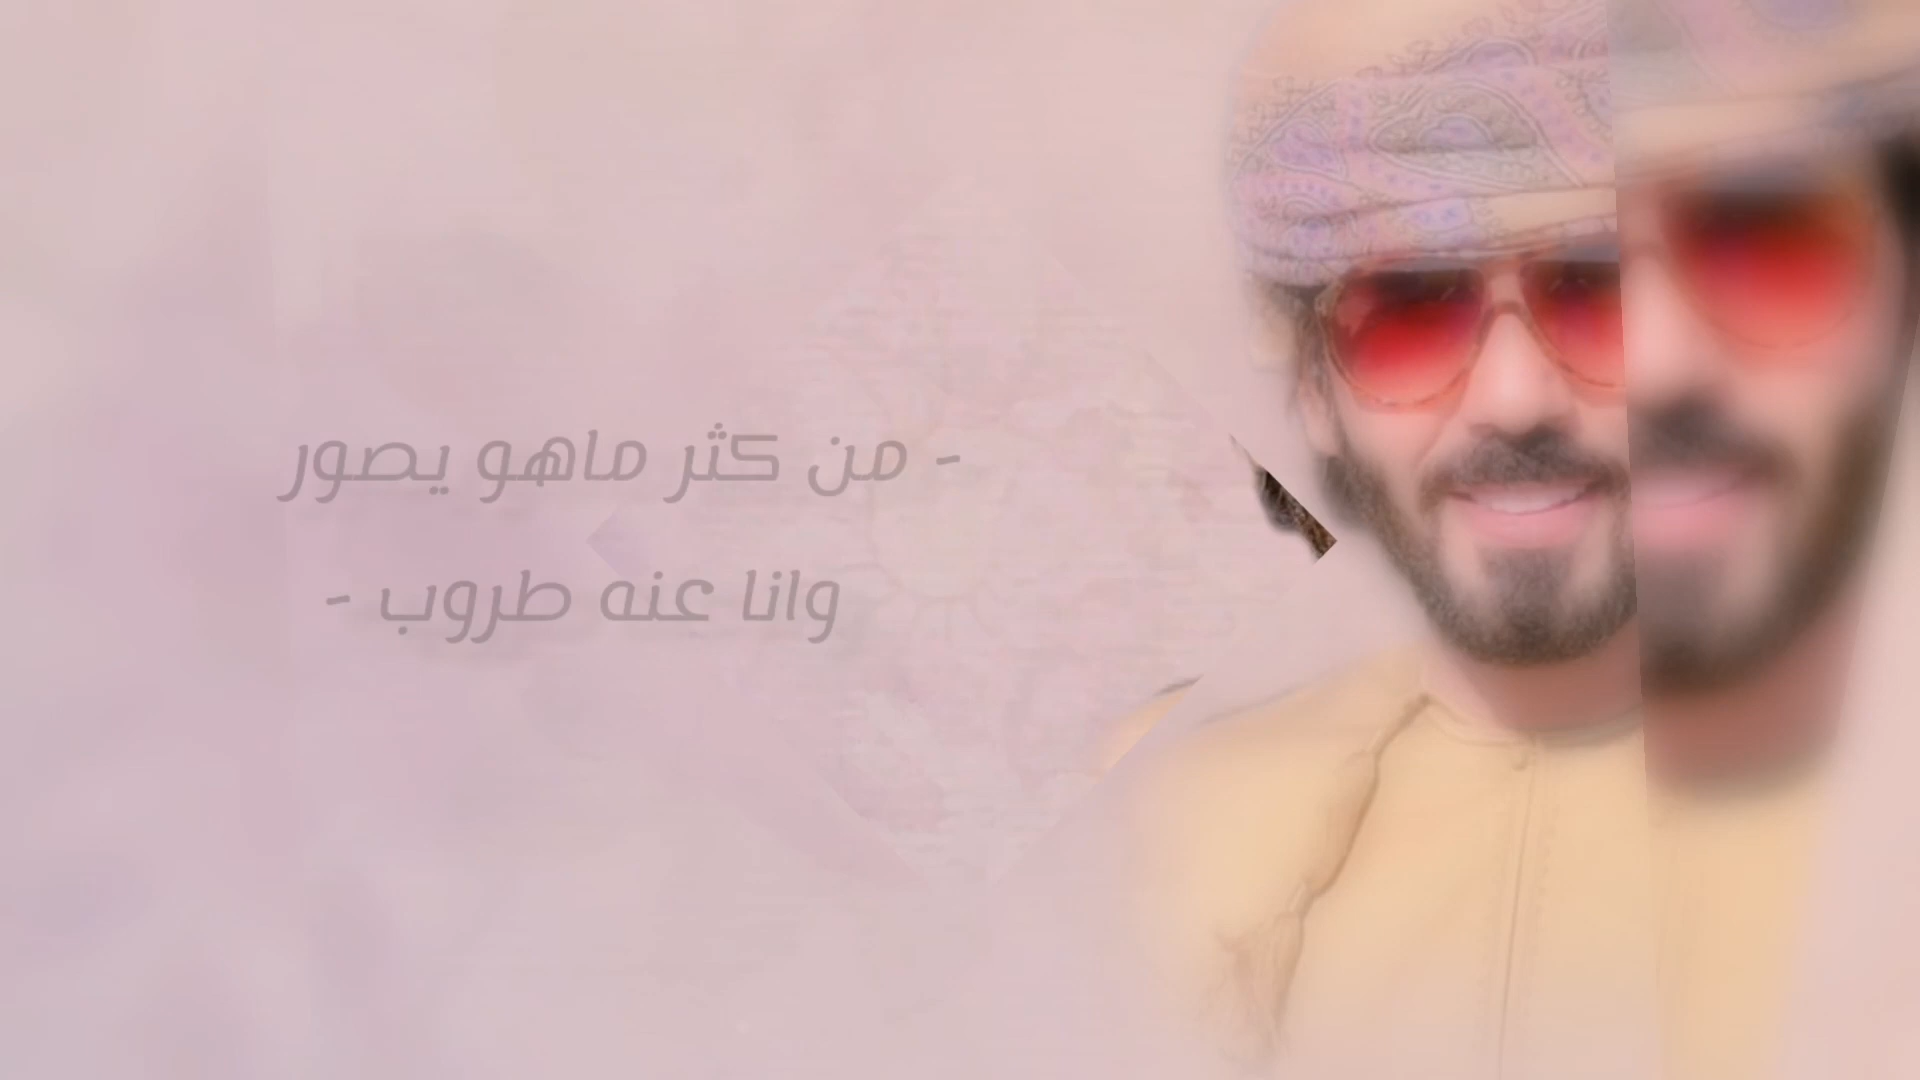 - من كثر ماهو يصور
وانا عنه طروب -